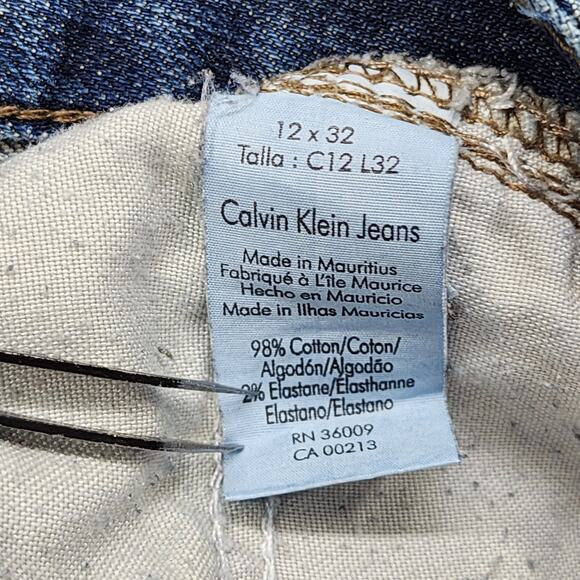 12 x 32
Talla : C12 L32
Calvin Klein Jeans
Made in Mauritius
Fabriqué à L'île Maurice
Hecho en Mauricio
Made in Ilhas Mauricias
98% Cotton/Coton/
Algodón/Algodão
2% Elastane/Élasthanne
Elastano/Elastano
RN 36009
CA 00213